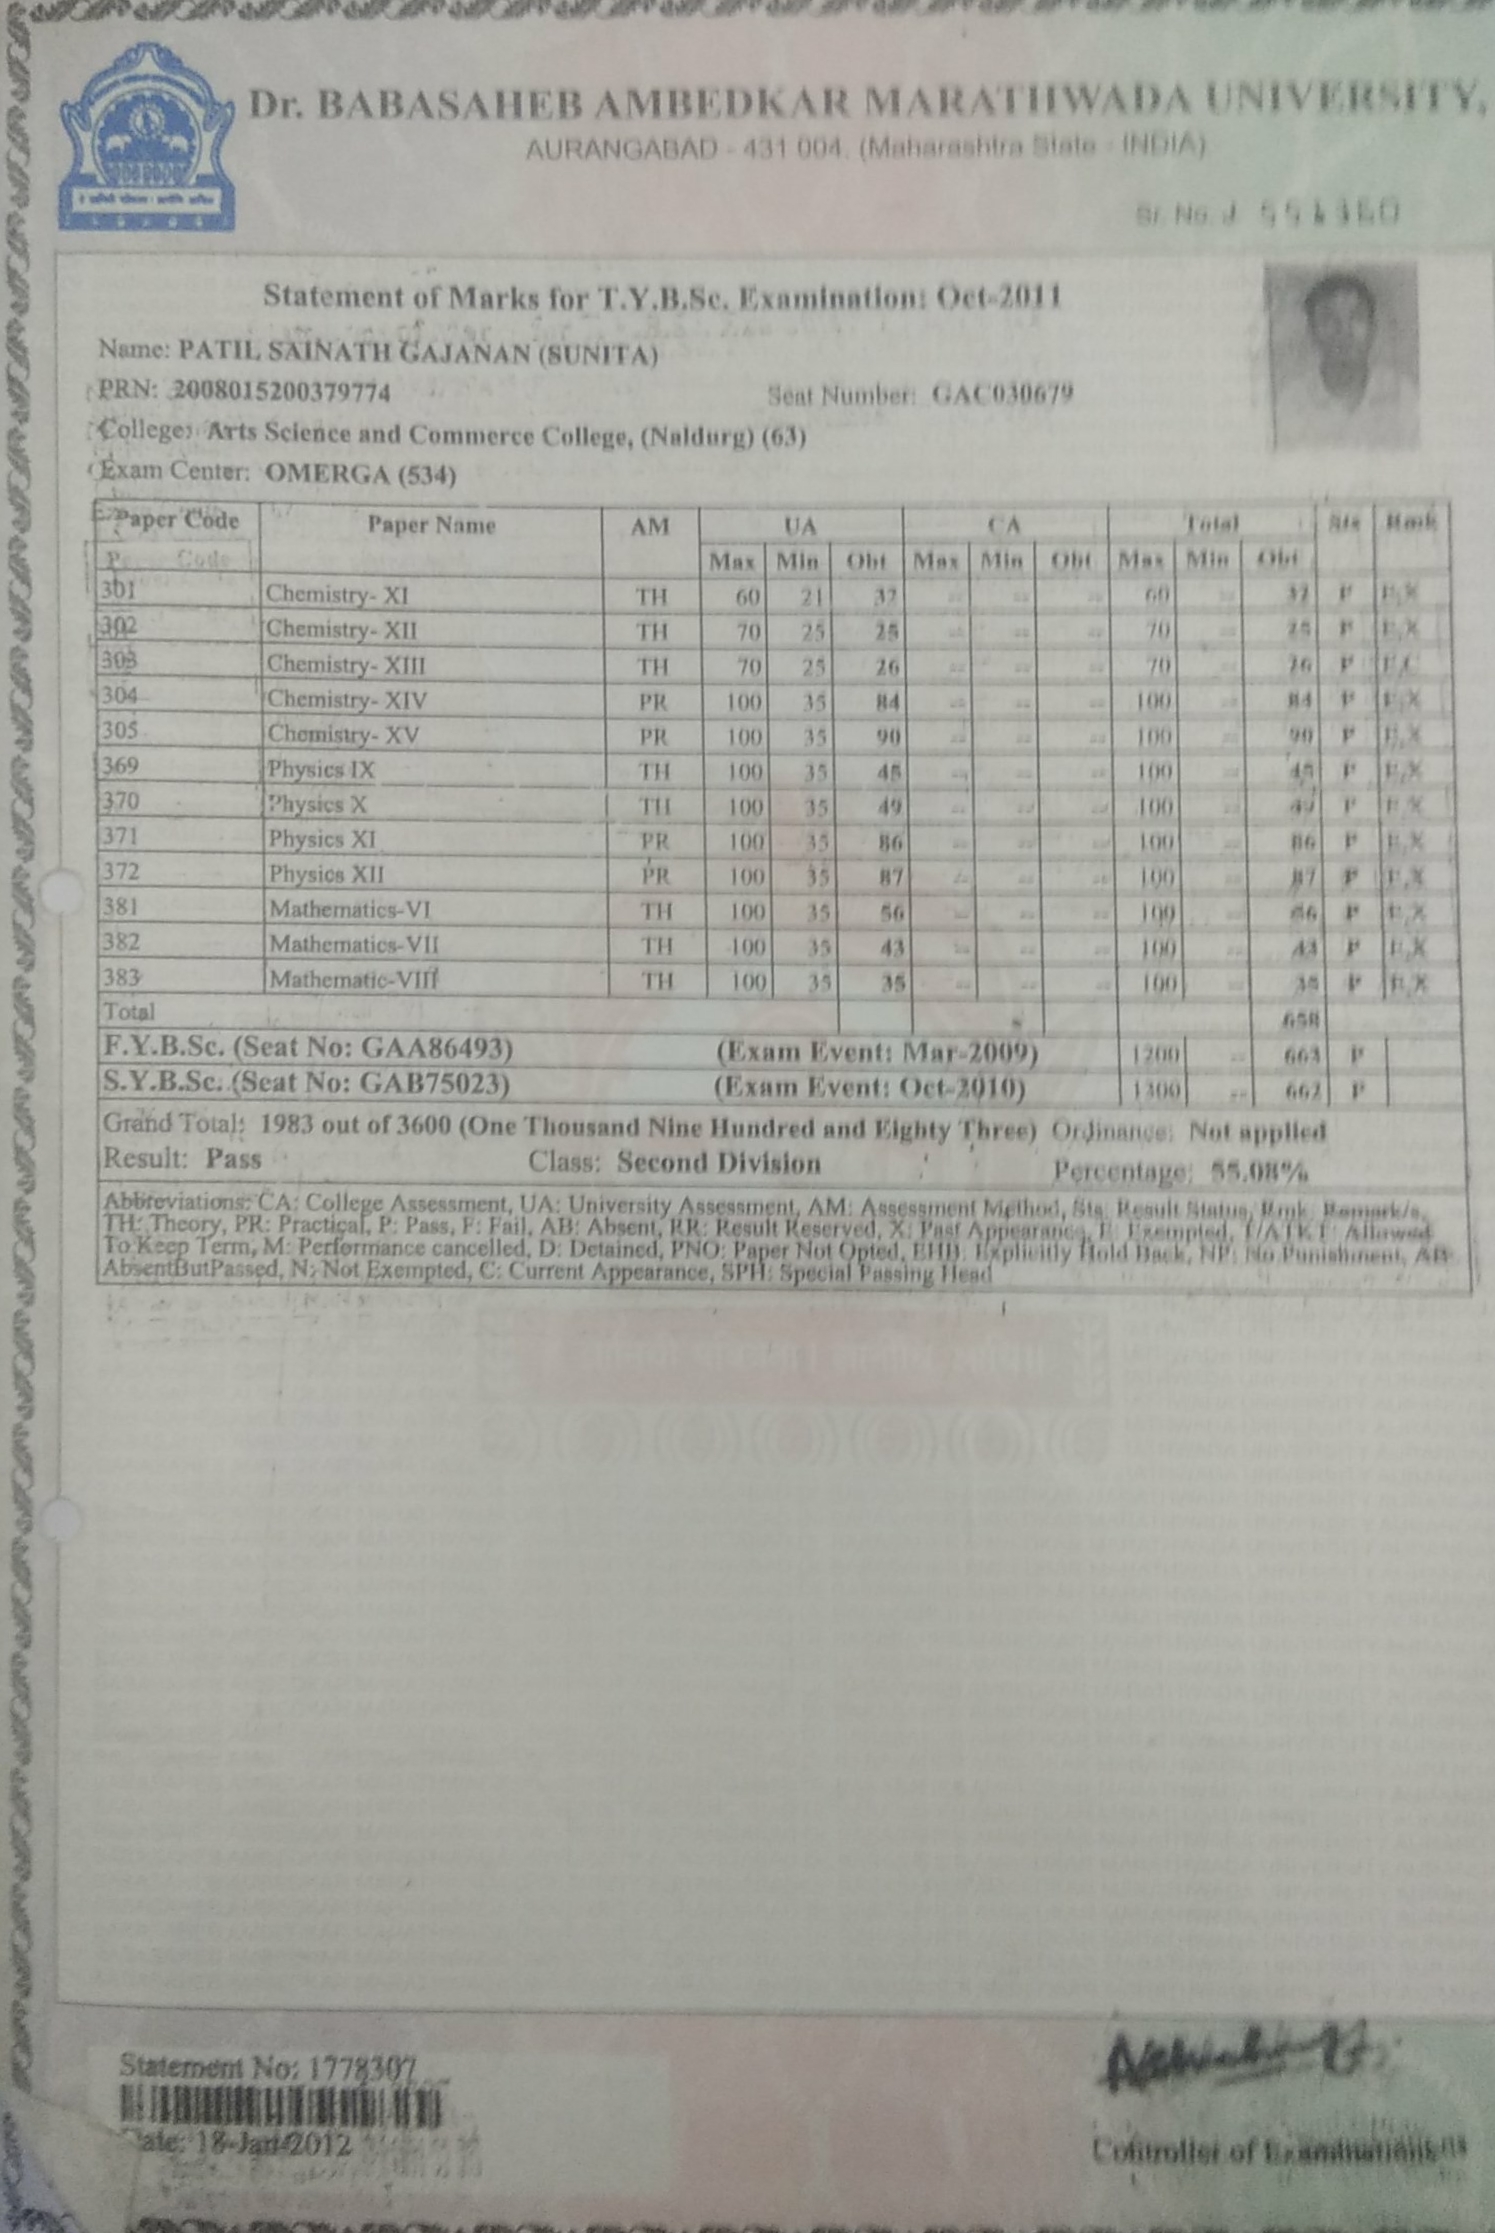 Dr. BABASAHEB AMBEDKAR MARATHWADA UNIVERSITY,
AURANGABAD - 431 004. (Maharashtra State - INDIA)
Sr. No. J
Statement of Marks for T.Y.B.Sc. Examination: Oct-2011
Name: PATIL SAINATH GAJANAN (SUNITA)
PRN: 2008015200379774 Seat Number: GAC030679
College: Arts Science and Commerce College, (Naldurg) (63)
Exam Center: OMERGA (534)
Paper Code Paper Name AM UA CA Total Sts Rmk
Max Min Obt Max Min Obt Max Min Obt
301 Chemistry- XI TH 60 21 -- -- -- 60 -- P E,X
302 Chemistry- XII TH 70 25 25 -- -- -- 70 -- 25 P E,X
303 Chemistry- XIII TH 70 25 26 -- -- -- 70 -- 26 P E,C
304 Chemistry- XIV PR 100 35 84 -- -- -- 100 -- 84 P E,X
305 Chemistry- XV PR 100 35 90 -- -- -- 100 -- 90 P E,X
369 Physics IX TH 100 35 45 -- -- -- 100 -- 45 P E,X
370 Physics X TH 100 35 49 -- -- -- 100 -- 49 P E,X
371 Physics XI PR 100 35 86 -- -- -- 100 -- 86 P E,X
372 Physics XII PR 100 35 87 -- -- -- 100 -- 87 P E,X
381 Mathematics-VI TH 100 35 56 -- -- -- 100 -- 56 P E,X
382 Mathematics-VII TH 100 35 43 -- -- -- 100 -- 43 P E,X
383 Mathematic-VIII TH 100 35 35 -- -- -- 100 -- 35 P E,X
Total 658
F.Y.B.Sc. (Seat No: GAA86493) (Exam Event: Mar-2009) 1200 -- 663 P
S.Y.B.Sc. (Seat No: GAB75023) (Exam Event: Oct-2010) 1300 -- 662 P
Grand Total: 1983 out of 3600 (One Thousand Nine Hundred and Eighty Three) Ordinance: Not applied
Result: Pass Class: Second Division Percentage: 55.08%
Abbreviations: CA: College Assessment, UA: University Assessment, AM: Assessment Method, Sts: Result Status, Rmk: Remark/s,
TH: Theory, PR: Practical, P: Pass, F: Fail, AB: Absent, RR: Result Reserved, X: Past Appearance, E: Exempted, T/ATKT: Allowed
To Keep Term, M: Performance cancelled, D: Detained, PNO: Paper Not Opted, EHB: Explicitly Hold Back, NP: No Punishment, AB:
AbsentButPassed, N: Not Exempted, C: Current Appearance, SPH: Special Passing Head
Statement No: 1778307
Date: 18-Jan-2012
Controller of Examinations